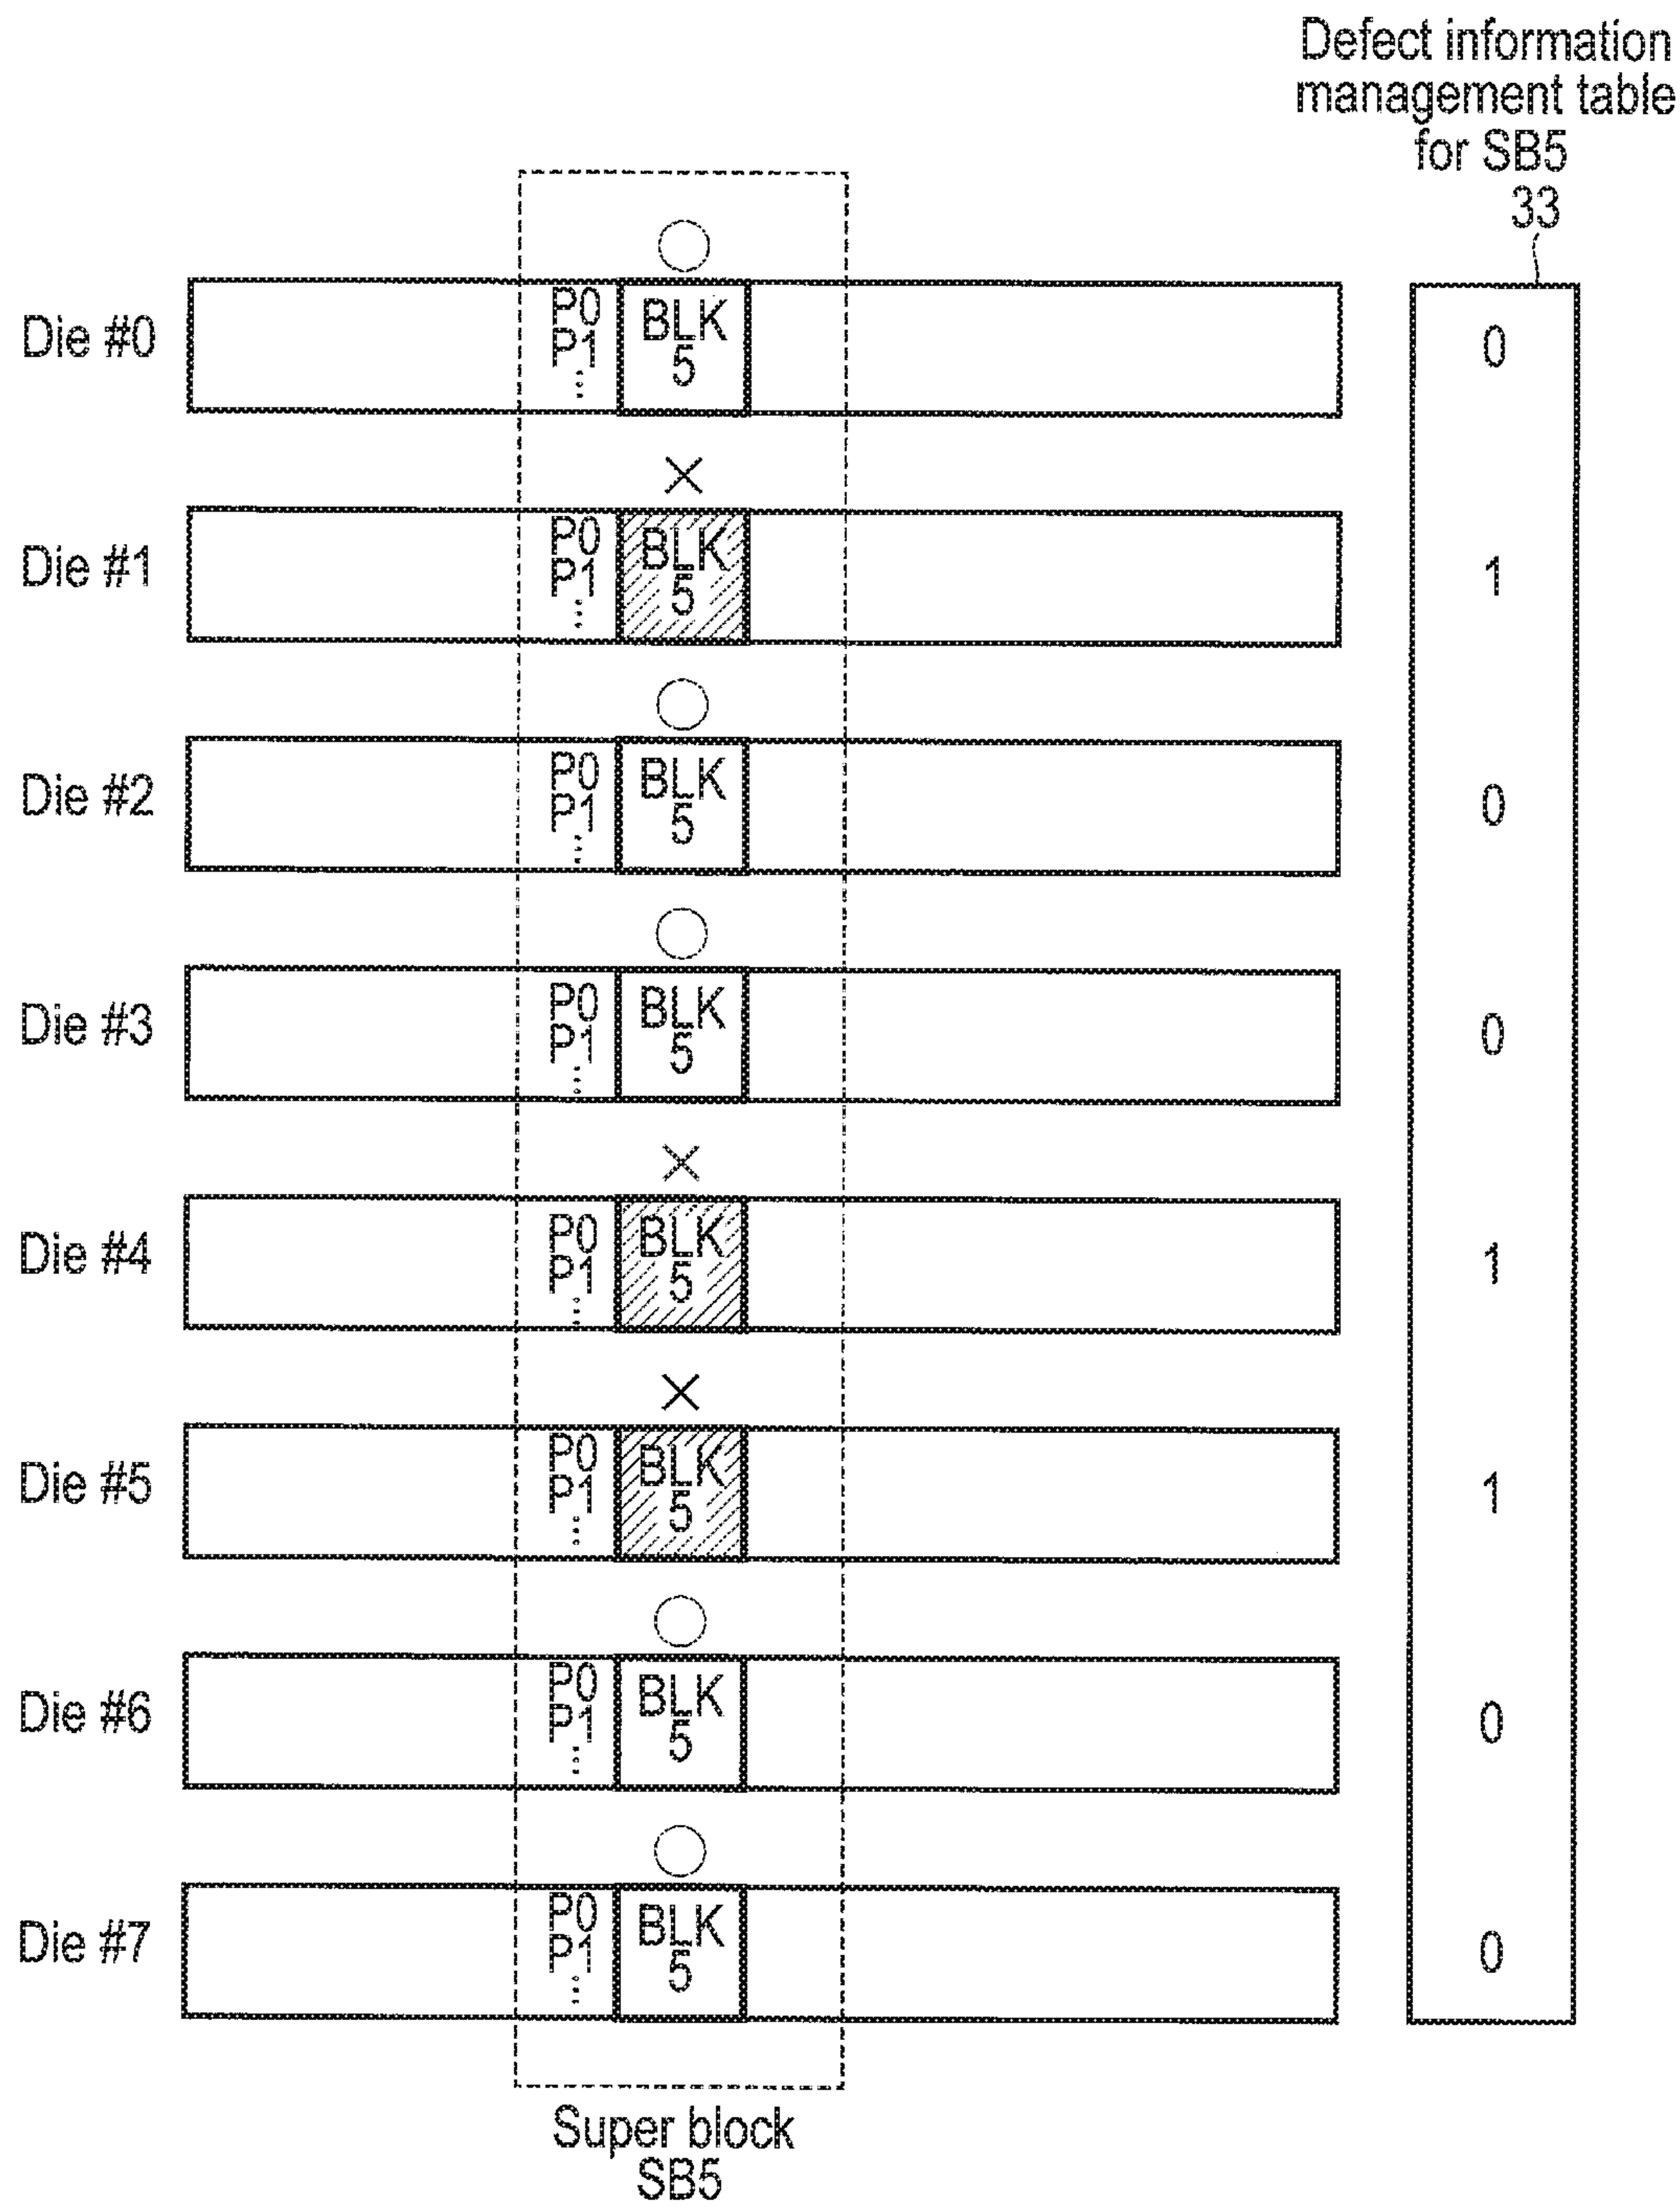 Defect information
management table
for SB5
33
Die #0
P0
P1
...
BLK
5
0
Die #1
P0
P1
...
BLK
5
1
Die #2
P0
P1
...
BLK
5
0
Die #3
P0
P1
...
BLK
5
0
Die #4
P0
P1
...
BLK
5
1
Die #5
P0
P1
...
BLK
5
1
Die #6
P0
P1
...
BLK
5
0
Die #7
P0
P1
...
BLK
5
0
Super block
SB5